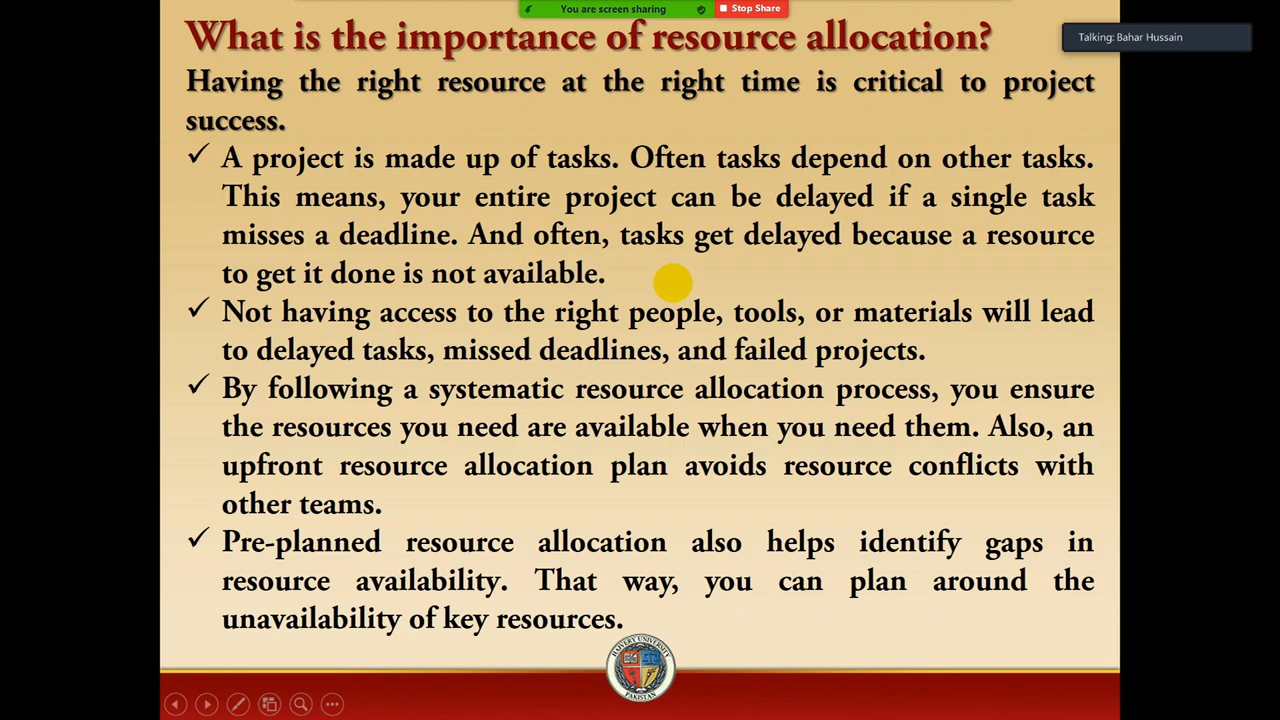 You are screen sharing
Stop Share
What is the importance of resource allocation?
Talking: Bahar Hussain
Having the right resource at the right time is critical to project
success.
✓ A project is made up of tasks. Often tasks depend on other tasks.
This means, your entire project can be delayed if a single task
misses a deadline. And often, tasks get delayed because a resource
to get it done is not available.
✓ Not having access to the right people, tools, or materials will lead
to delayed tasks, missed deadlines, and failed projects.
✓ By following a systematic resource allocation process, you ensure
the resources you need are available when you need them. Also, an
upfront resource allocation plan avoids resource conflicts with
other teams.
✓ Pre-planned resource allocation also helps identify gaps in
resource availability. That way, you can plan around the
unavailability of key resources.
UNIVERSITY
PAKISTAN